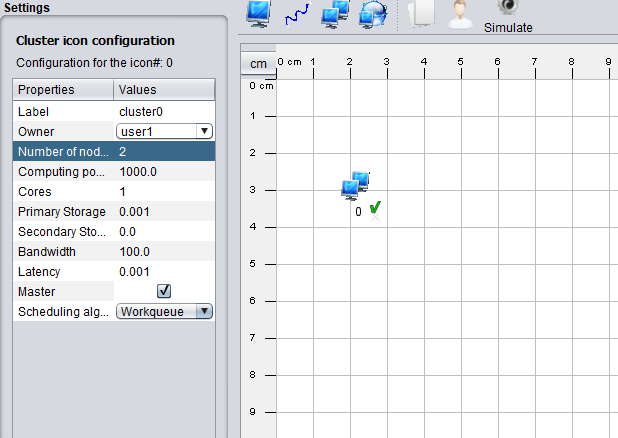 Settings
Cluster icon configuration
Configuration for the icon#: 0
Properties Values
Label cluster0
Owner user1
Number of nod... 2
Computing po... 1000.0
Cores 1
Primary Storage 0.001
Secondary Sto... 0.0
Bandwidth 100.0
Latency 0.001
Master
Scheduling alg... Workqueue
Simulate
cm 0 cm 1 2 3 4 5 6 7 8 9
0 cm
1
2
3
0
4
5
6
7
8
9